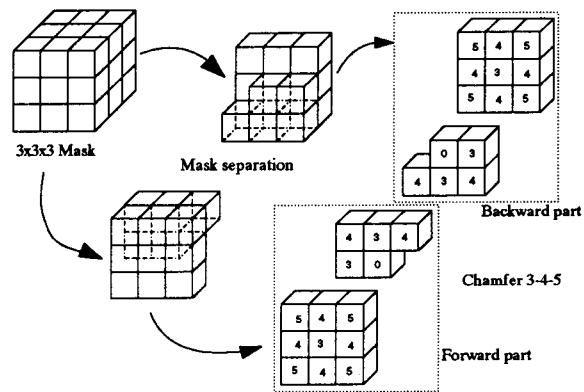 5 4 5
4 3 4
5 4 5
3x3x3 Mask
Mask separation
0 3
4 3 4
Backward part
4 3 4
3 0
Chamfer 3-4-5
5 4 5
4 3 4
5 4 5
Forward part